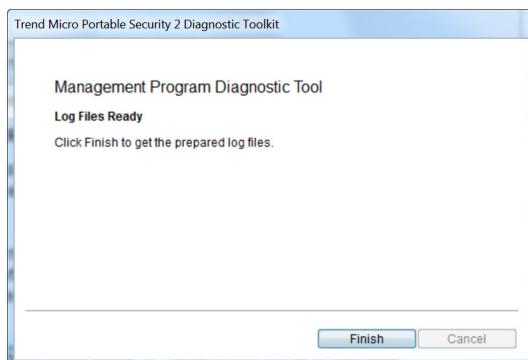 Trend Micro Portable Security 2 Diagnostic Toolkit
Management Program Diagnostic Tool
Log Files Ready
Click Finish to get the prepared log files.
Finish
Cancel